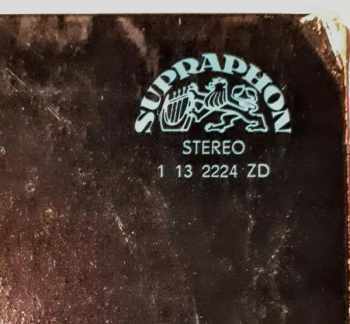 SUPRAPHON
STEREO
1 13 2224 ZD